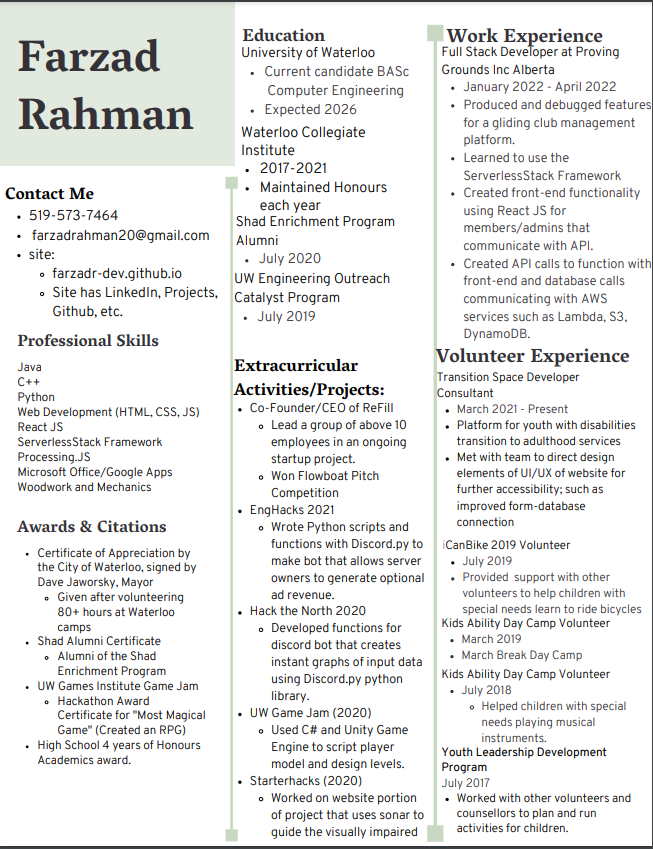 Farzad
Rahman
Contact Me
519-573-7464
farzadrahman20@gmail.com
site:
farzadr-dev.github.io
Site has LinkedIn, Projects,
Github, etc.
Professional Skills
Java
C++
Python
Web Development (HTML, CSS, JS)
React JS
ServerlessStack Framework
Processing.JS
Microsoft Office/Google Apps
Woodwork and Mechanics
Awards & Citations
Certificate of Appreciation by
the City of Waterloo, signed by
Dave Jaworsky, Mayor
Given after volunteering
80+ hours at Waterloo
camps
Shad Alumni Certificate
Alumni of the Shad
Enrichment Program
UW Games Institute Game Jam
Hackathon Award
Certificate for "Most Magical
Game" (Created an RPG)
High School 4 years of Honours
Academics award.
Education
University of Waterloo
Current candidate BASc
Computer Engineering
Expected 2026
Waterloo Collegiate
Institute
2017-2021
Maintained Honours
each year
Shad Enrichment Program
Alumni
July 2020
UW Engineering Outreach
Catalyst Program
July 2019
Extracurricular
Activities/Projects:
Co-Founder/CEO of ReFill
Lead a group of above 10
employees in an ongoing
startup project.
Won Flowboat Pitch
Competition
EngHacks 2021
Wrote Python scripts and
functions with Discord.py to
make bot that allows server
owners to generate optional
ad revenue.
Hack the North 2020
Developed functions for
discord bot that creates
instant graphs of input data
using Discord.py python
library.
UW Game Jam (2020)
Used C# and Unity Game
Engine to script player
model and design levels.
Starterhacks (2020)
Worked on website portion
of project that uses sonar to
guide the visually impaired
Work Experience
Full Stack Developer at Proving
Grounds Inc Alberta
January 2022 - April 2022
Produced and debugged features
for a gliding club management
platform.
Learned to use the
ServerlessStack Framework
Created front-end functionality
using React JS for
members/admins that
communicate with API.
Created API calls to function with
front-end and database calls
communicating with AWS
services such as Lambda, S3,
DynamoDB.
Volunteer Experience
Transition Space Developer
Consultant
March 2021 - Present
Platform for youth with disabilities
transition to adulthood services
Met with team to direct design
elements of UI/UX of website for
further accessibility; such as
improved form-database
connection
iCanBike 2019 Volunteer
July 2019
Provided support with other
volunteers to help children with
special needs learn to ride bicycles
Kids Ability Day Camp Volunteer
March 2019
March Break Day Camp
Kids Ability Day Camp Volunteer
July 2018
Helped children with special
needs playing musical
instruments.
Youth Leadership Development
Program
July 2017
Worked with other volunteers and
counsellors to plan and run
activities for children.